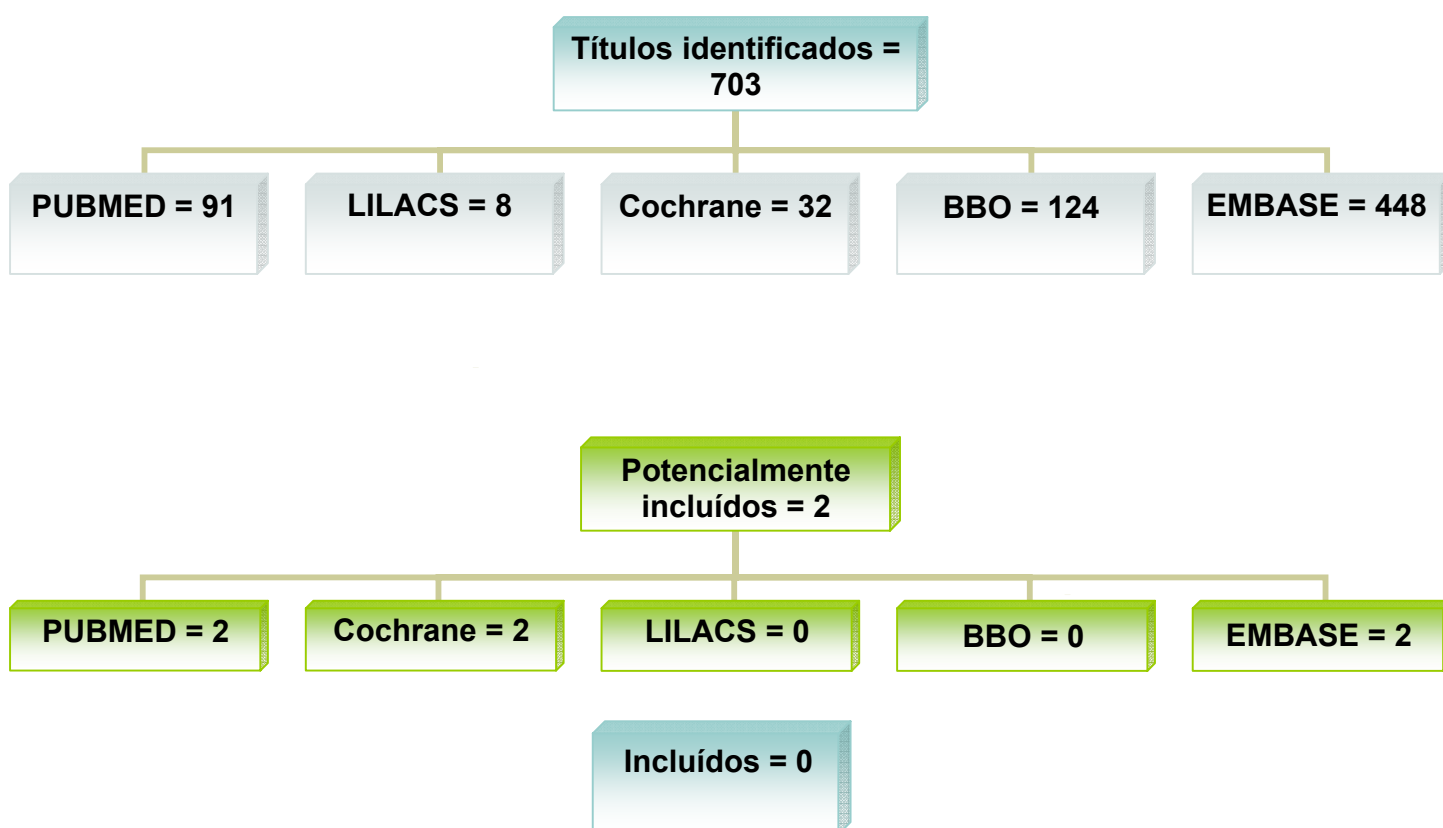 Títulos identificados =
703
PUBMED = 91
LILACS = 8
Cochrane = 32
BBO = 124
EMBASE = 448
Potencialmente
incluídos = 2
PUBMED = 2
Cochrane = 2
LILACS = 0
BBO = 0
EMBASE = 2
Incluídos = 0